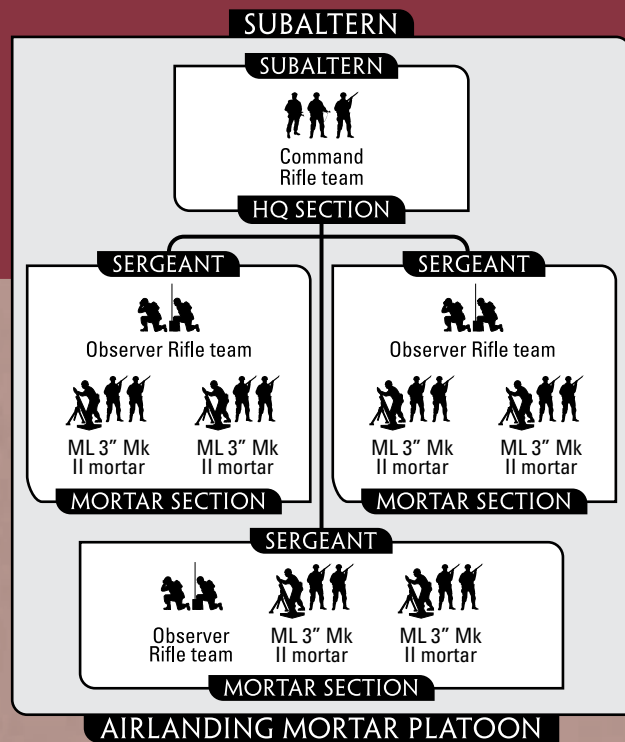 SUBALTERN
SUBALTERN
Command
Rifle team
HQ SECTION
SERGEANT
Observer Rifle team
ML 3” Mk
II mortar
ML 3” Mk
II mortar
MORTAR SECTION
SERGEANT
Observer Rifle team
ML 3” Mk
II mortar
ML 3” Mk
II mortar
MORTAR SECTION
SERGEANT
Observer
Rifle team
ML 3” Mk
II mortar
ML 3” Mk
II mortar
MORTAR SECTION
AIRLANDING MORTAR PLATOON